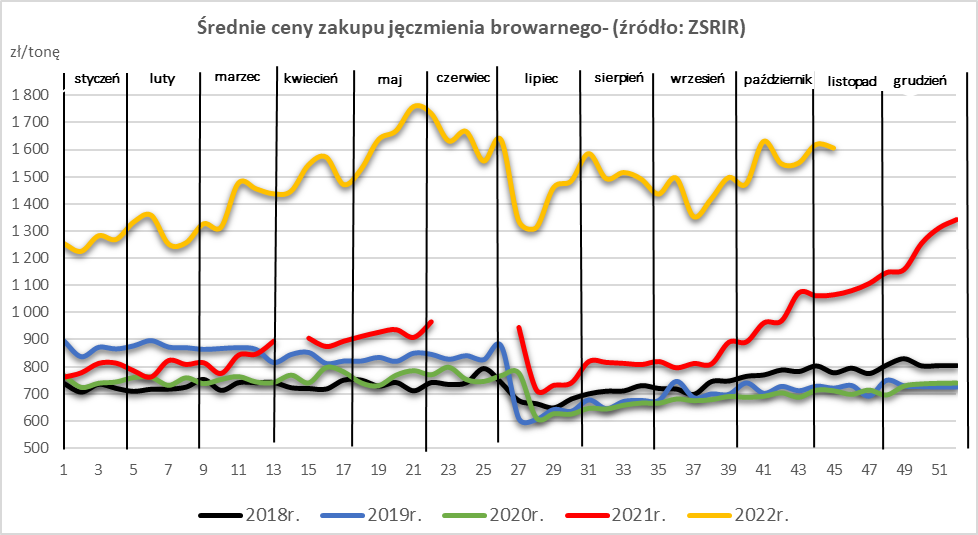 Średnie ceny zakupu jęczmienia browarnego- (źródło: ZSRIR)
zł/tonę
styczeń luty marzec kwiecień maj czerwiec lipiec sierpień wrzesień październik listopad grudzień
1 800
1 700
1 600
1 500
1 400
1 300
1 200
1 100
1 000
900
800
700
600
500
1 3 5 7 9 11 13 15 17 19 21 23 25 27 29 31 33 35 37 39 41 43 45 47 49 51
2018r. 2019r. 2020r. 2021r. 2022r.